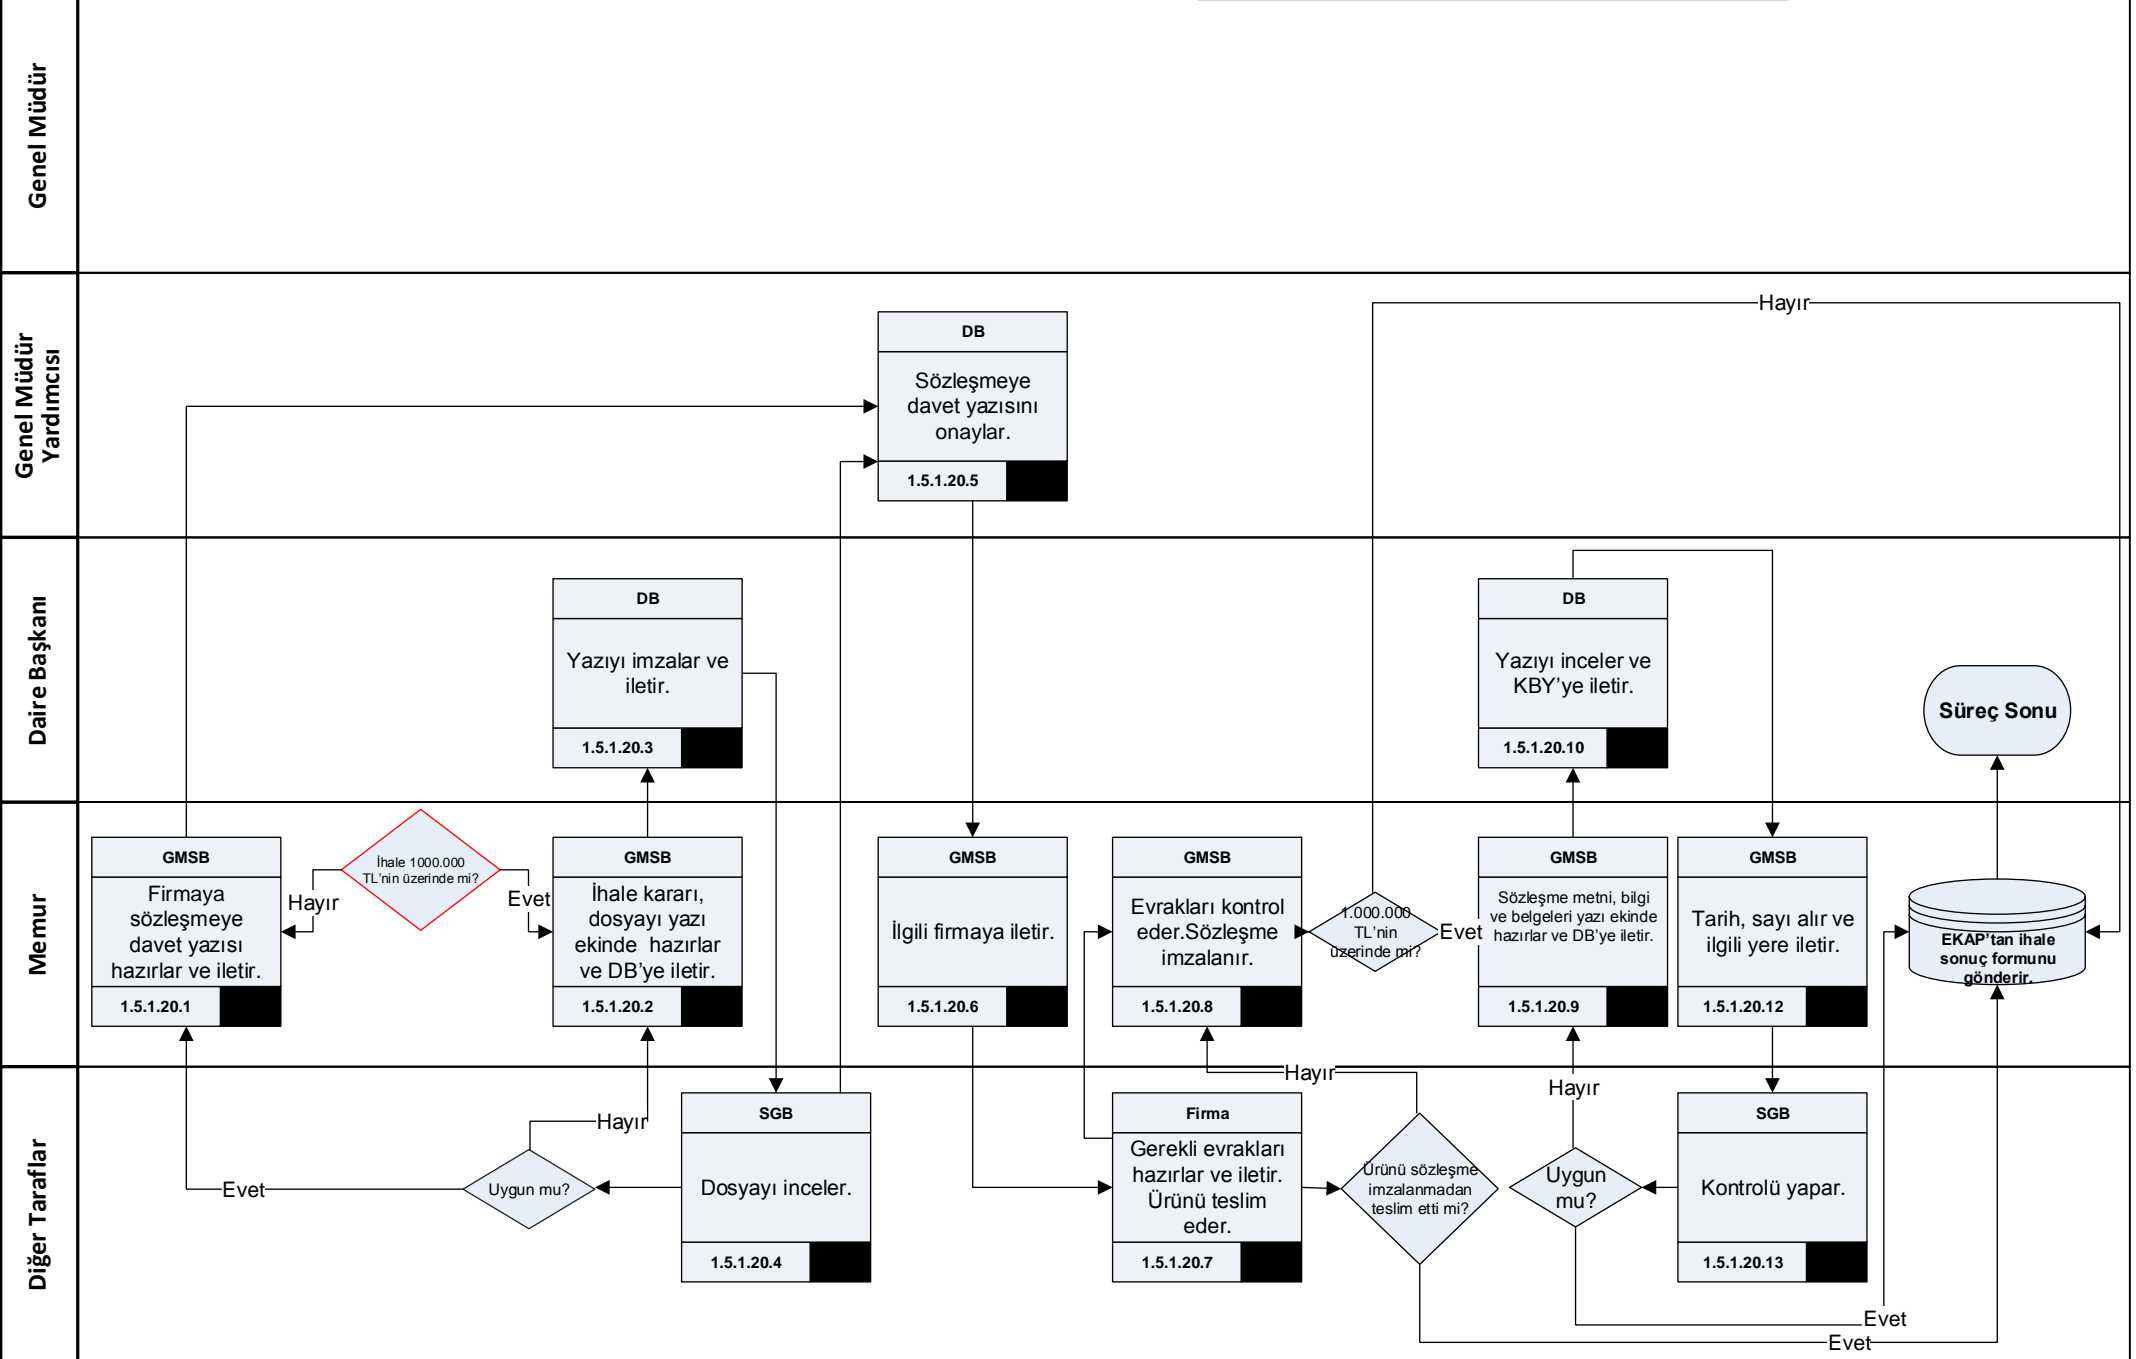 Genel Müdür
Genel Müdür
Yardımcısı
Hayır
DB
Sözleşmeye
davet yazısını
onaylar.
1.5.1.20.5
Daire Başkanı
DB
Yazıyı imzalar ve
iletir.
1.5.1.20.3
DB
Yazıyı inceler ve
KBY’ye iletir.
1.5.1.20.10
Süreç Sonu
Memur
GMSB
Firmaya
sözleşmeye
davet yazısı
hazırlar ve iletir.
1.5.1.20.1
Hayır
İhale 1000.000
TL’nin üzerinde mi?
Evet
GMSB
İhale kararı,
dosyayı yazı
ekinde  hazırlar
ve DB’ye iletir.
1.5.1.20.2
GMSB
İlgili firmaya iletir.
1.5.1.20.6
GMSB
Evrakları kontrol
eder.Sözleşme
imzalanır.
1.5.1.20.8
1.000.000
TL’nin
üzerinde mi?
Evet
GMSB
Sözleşme metni, bilgi
ve belgeleri yazı ekinde
hazırlar ve DB’ye iletir.
1.5.1.20.9
GMSB
Tarih, sayı alır ve
ilgili yere iletir.
1.5.1.20.12
EKAP’tan ihale
sonuç formunu
gönderir.
Diğer Taraflar
Evet
Uygun mu?
Hayır
SGB
Dosyayı inceler.
1.5.1.20.4
Firma
Gerekli evrakları
hazırlar ve iletir.
Ürünü teslim
eder.
1.5.1.20.7
Hayır
Ürünü sözleşme
imzalanmadan
teslim etti mi?
Hayır
Uygun
mu?
SGB
Kontrolü yapar.
1.5.1.20.13
Evet
Evet